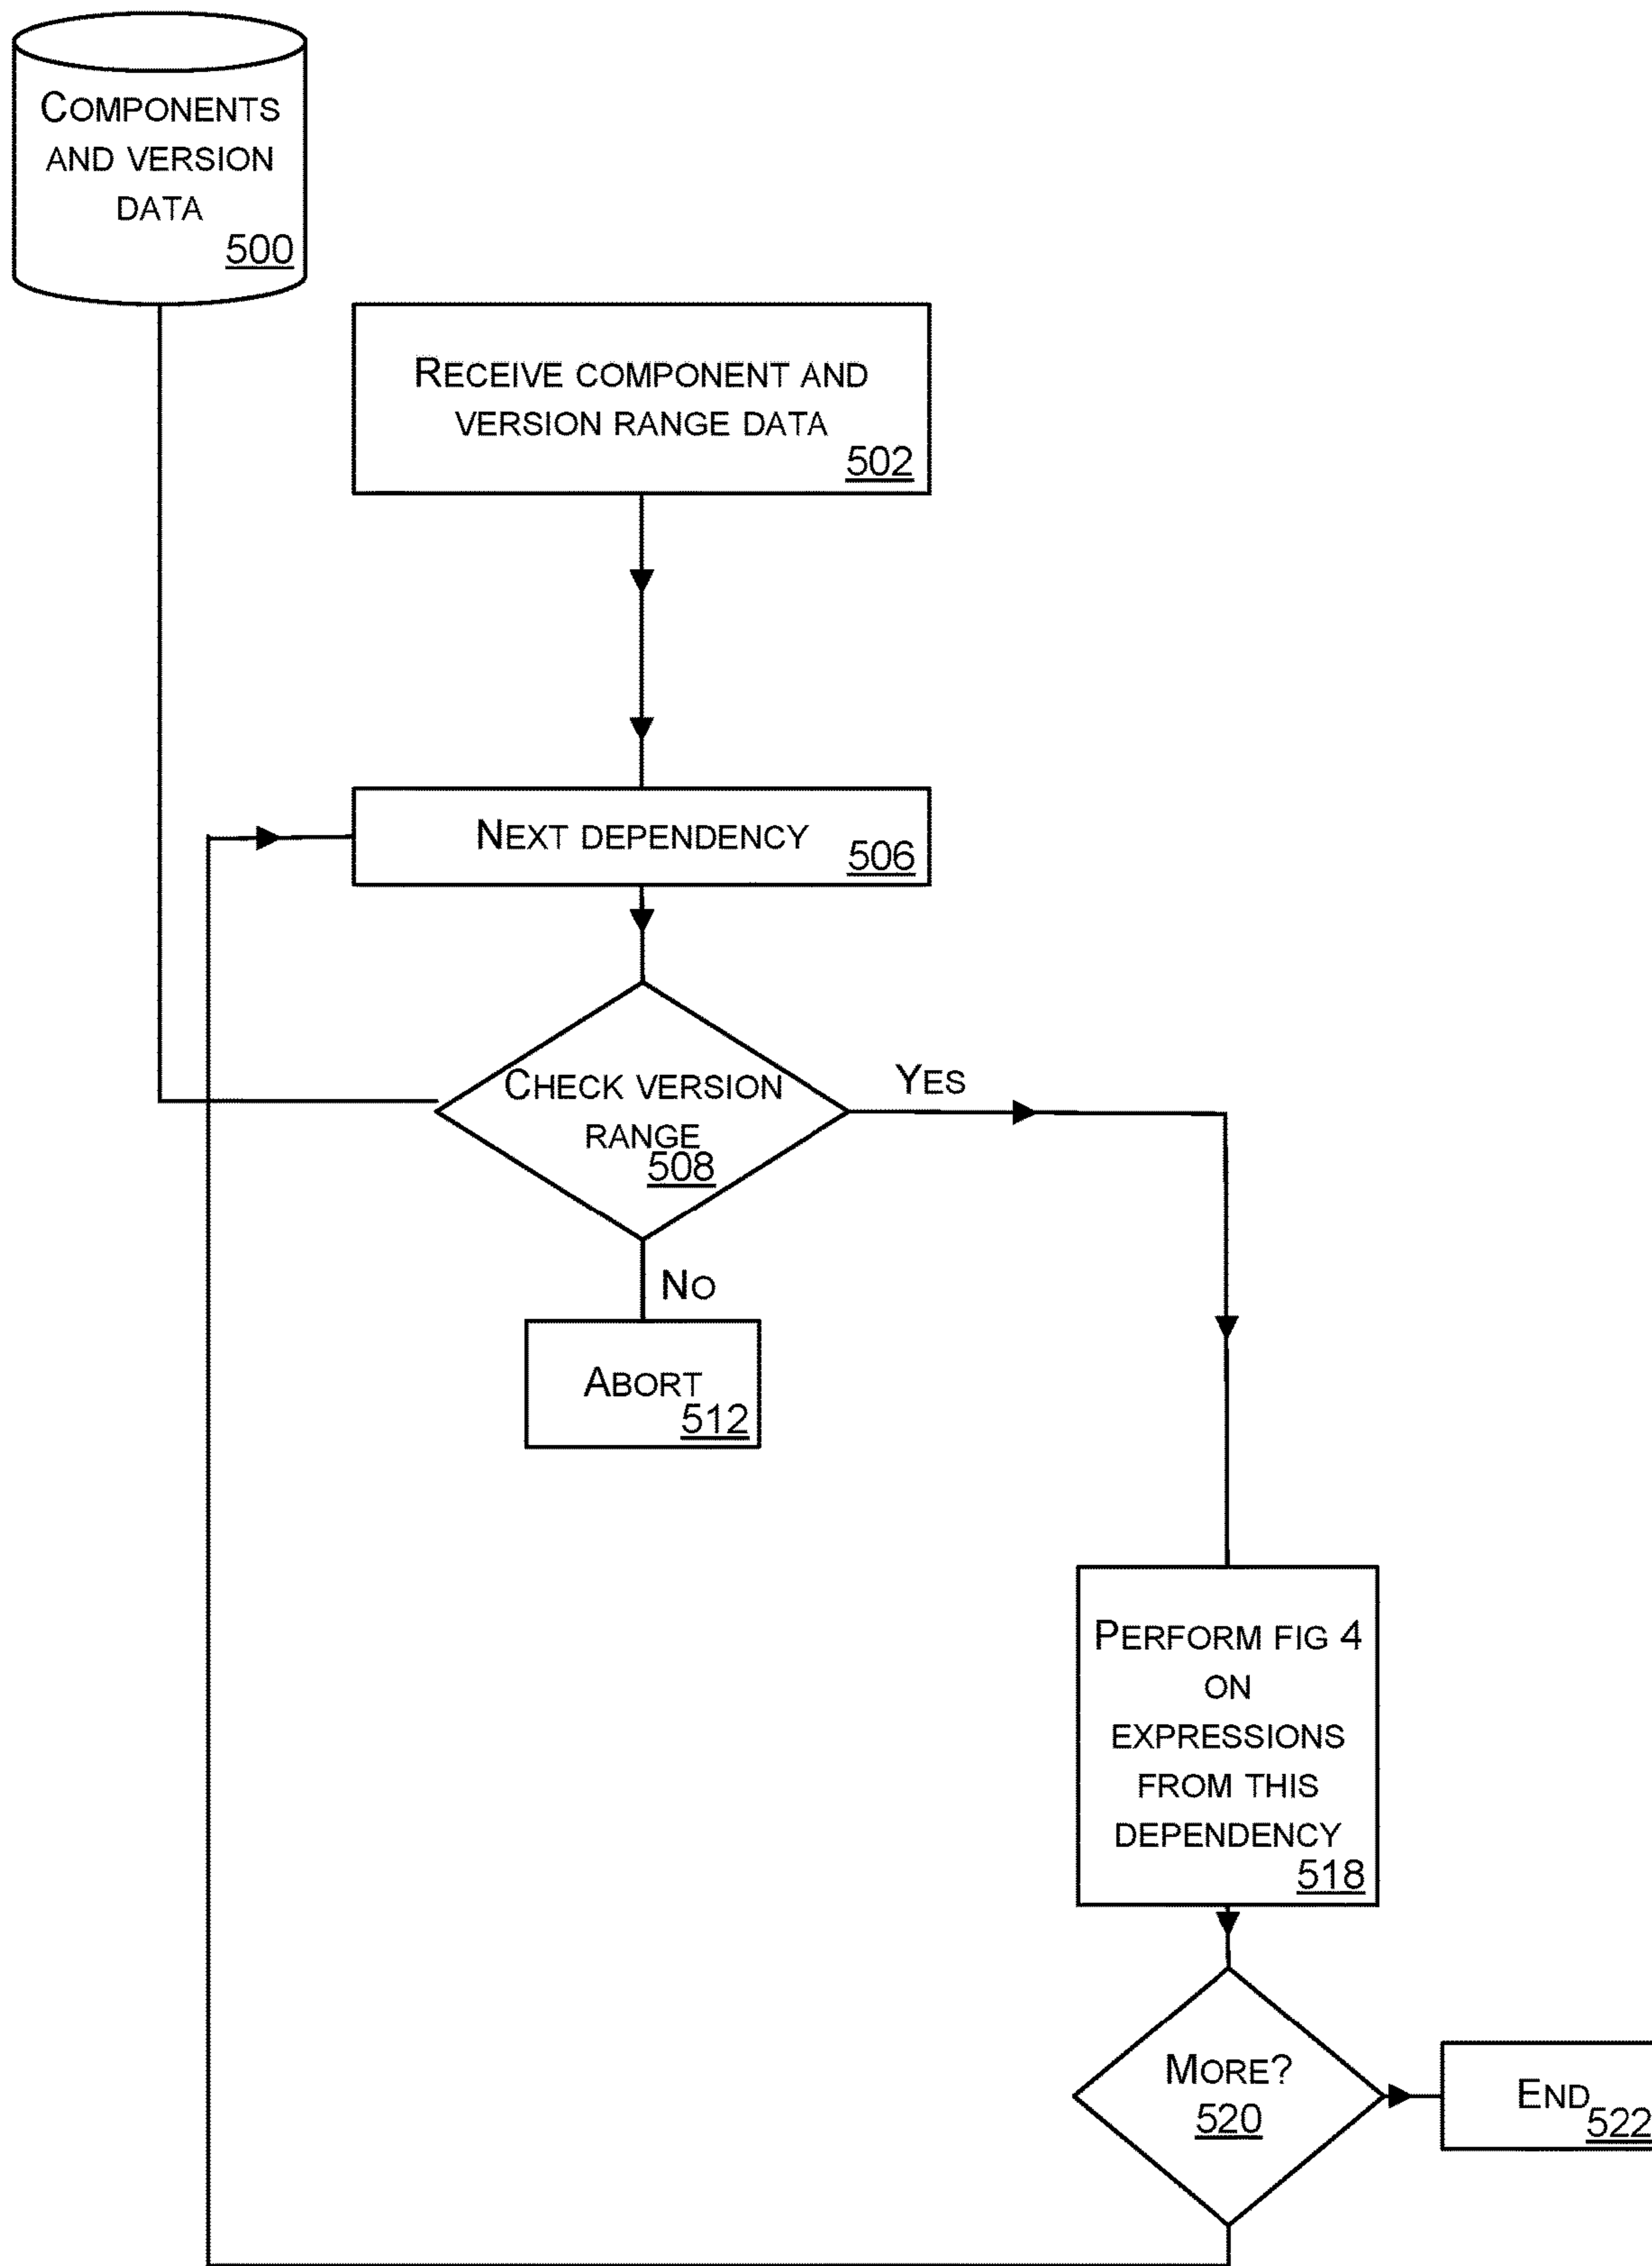 COMPONENTS
AND VERSION
DATA
500
RECEIVE COMPONENT AND
VERSION RANGE DATA
502
NEXT DEPENDENCY
506
CHECK VERSION
RANGE
508
YES
NO
ABORT
512
PERFORM FIG 4
ON
EXPRESSIONS
FROM THIS
DEPENDENCY
518
MORE?
520
END
522